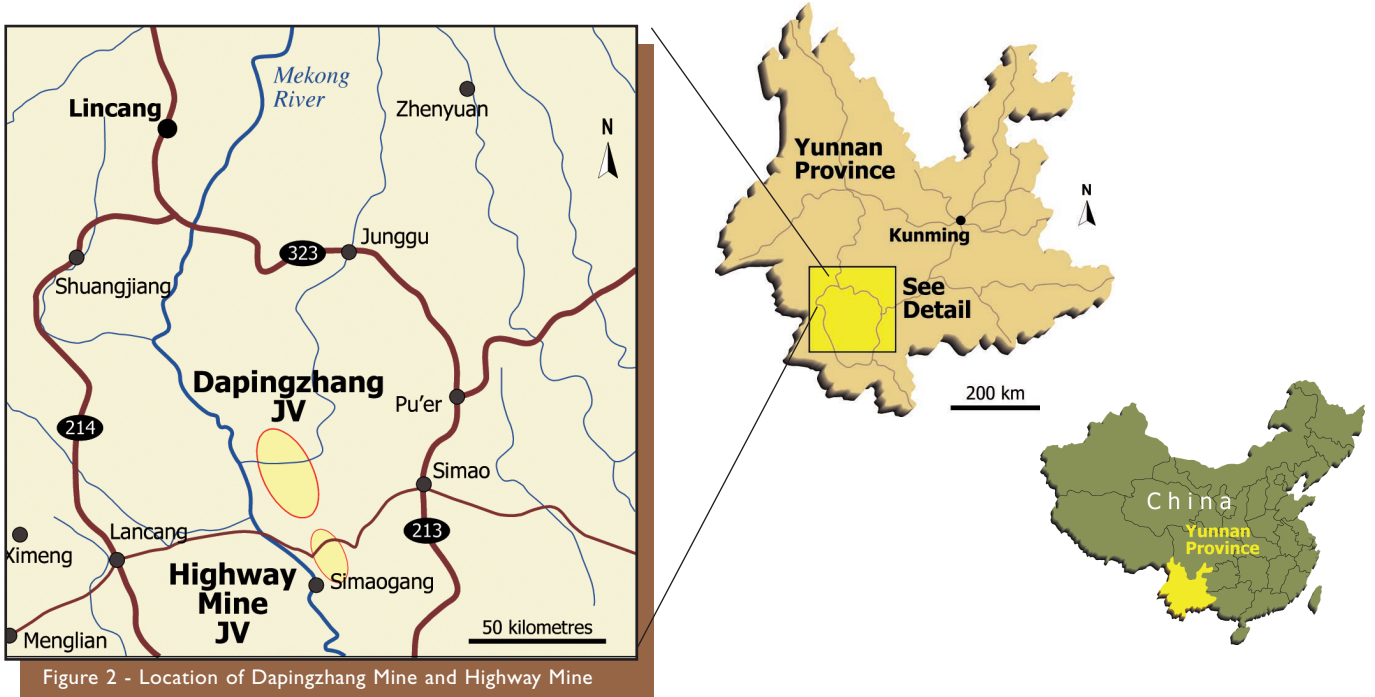 Mekong
River
Zhenyuan
Lincang
N
Junggu
323
Shuangjiang
Dapingzhang
JV
Pu'er
214
Simao
213
Lancang
Ximeng
Highway
Mine
JV
Simaogang
50 kilometres
Menglian
Figure 2 - Location of Dapingzhang Mine and Highway Mine
Yunnan
Province
N
Kunming
See
Detail
200 km
China
Yunnan
Province